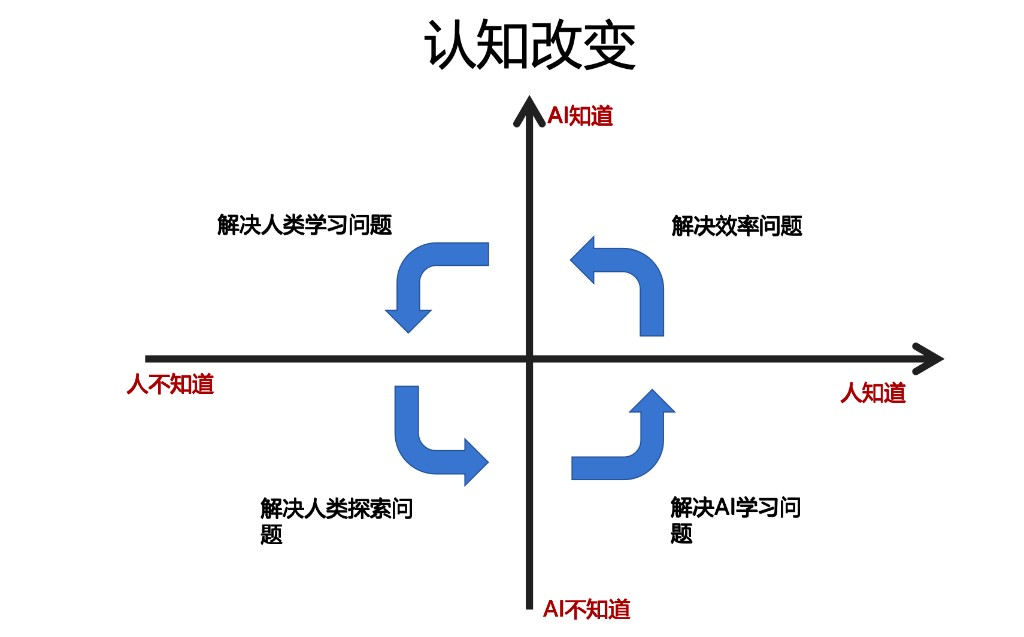 认知改变
AI知道
解决人类学习问题
解决效率问题
人不知道
人知道
解决人类探索问
题
解决AI学习问
题
AI不知道